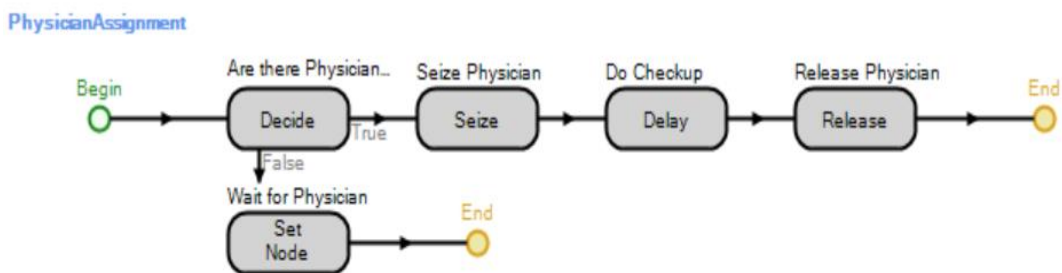 PhysicianAssignment
Begin
Are there Physician...
Decide
True
False
Seize Physician
Seize
Do Checkup
Delay
Release Physician
Release
End
Wait for Physician
Set
Node
End